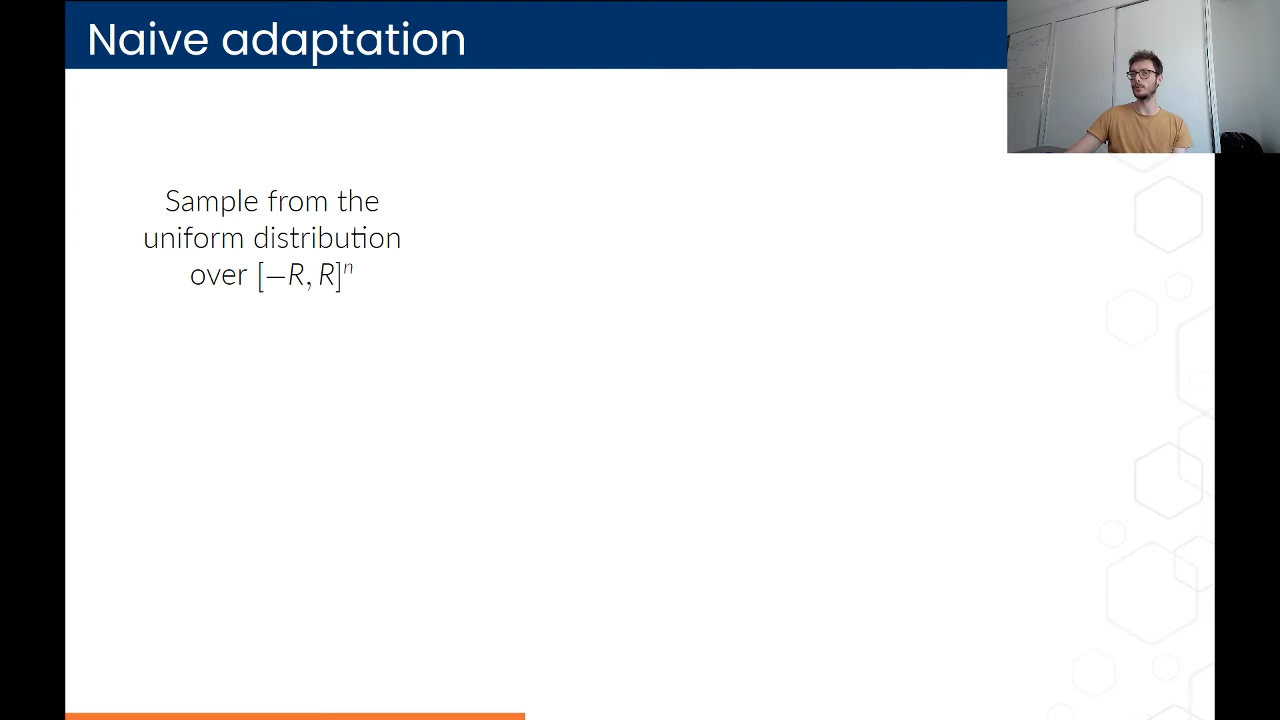 Naive adaptation
Sample from the
uniform distribution
over [−R, R]ⁿ